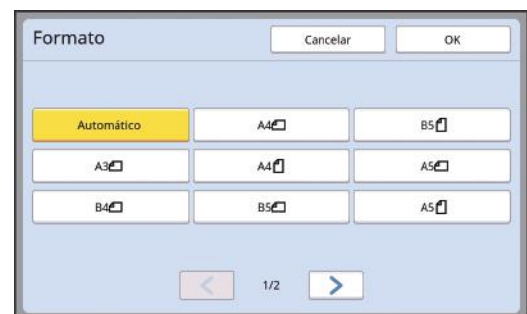 Formato Cancelar OK
Automático A4 B5
A3 A4 A5
B4 B5 A5
1/2